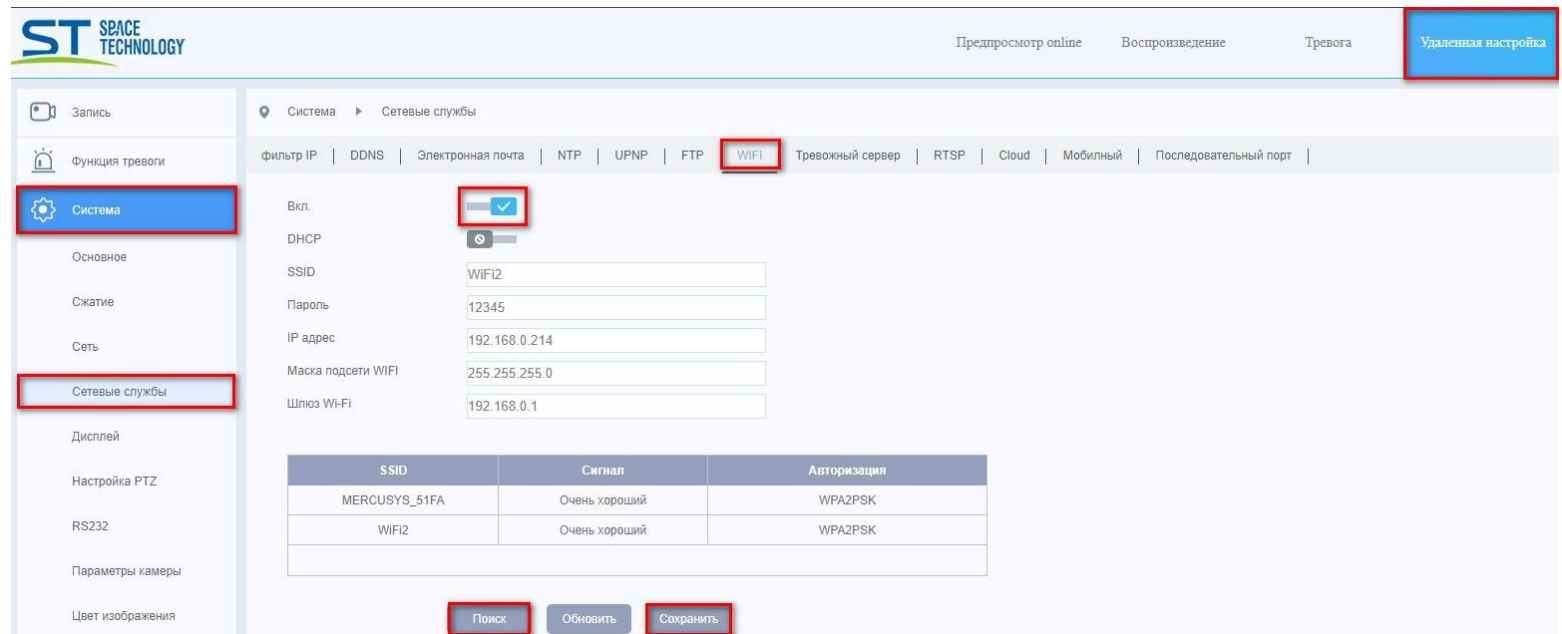 ST SPACE TECHNOLOGY
Предпросмотр online Воспроизведение Тревога Удаленная настройка
Запись
Функция тревоги
Система
Основное
Сжатие
Сеть
Сетевые службы
Дисплей
Настройка PTZ
RS232
Параметры камеры
Цвет изображения
Система Сетевые службы
фильтр IP | DDNS | Электронная почта | NTP | UPNP | FTP WIFI Тревожный сервер | RTSP | Cloud | Мобилный | Последовательный порт |
Вкл.
DHCP
SSID WiFi2
Пароль 12345
IP адрес 192.168.0.214
Маска подсети WIFI 255.255.255.0
Шлюз Wi-Fi 192.168.0.1
SSID Сигнал Авторизация
MERCUSYS_51FA Очень хороший WPA2PSK
WiFi2 Очень хороший WPA2PSK
Поиск Обновить Сохранить